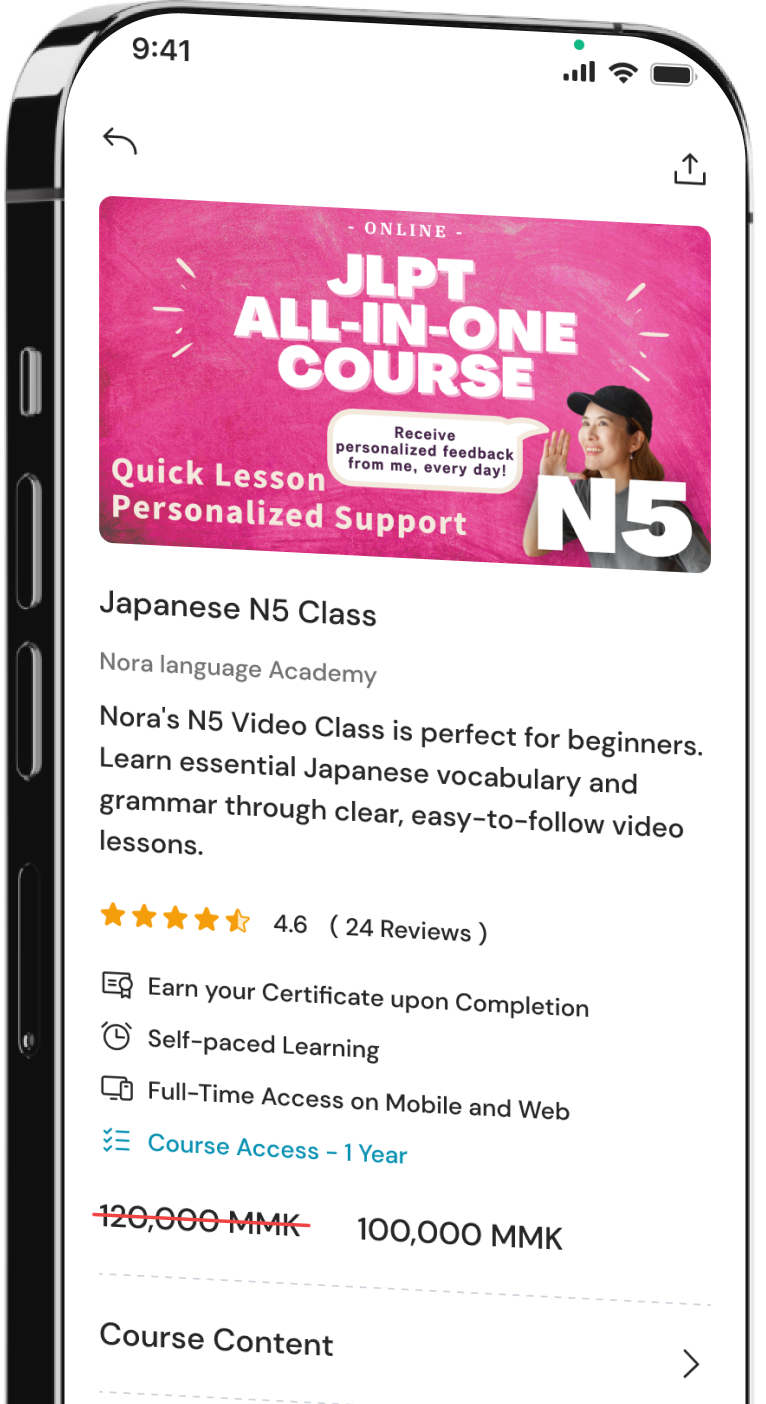 9:41
- ONLINE -
JLPT
ALL-IN-ONE
COURSE
Receive
personalized feedback
from me, every day!
Quick Lesson
Personalized Support
N5
Japanese N5 Class
Nora language Academy
Nora's N5 Video Class is perfect for beginners.
Learn essential Japanese vocabulary and
grammar through clear, easy-to-follow video
lessons.
4.6 ( 24 Reviews )
Earn your Certificate upon Completion
Self-paced Learning
Full-Time Access on Mobile and Web
Course Access - 1 Year
120,000 MMK 100,000 MMK
Course Content